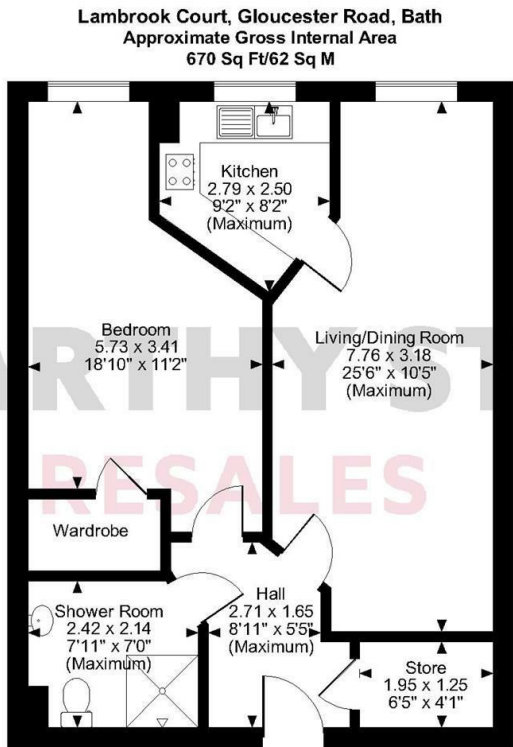 Lambrook Court, Gloucester Road, Bath
Approximate Gross Internal Area
670 Sq Ft/62 Sq M
Kitchen
2.79 x 2.50
9'2" x 8'2"
(Maximum)
Bedroom
5.73 x 3.41
18'10" x 11'2"
Living/Dining Room
7.76 x 3.18
25'6" x 10'5"
(Maximum)
ARTHY ST
RESALES
Wardrobe
Shower Room
2.42 x 2.14
7'11" x 7'0"
(Maximum)
Hall
2.71 x 1.65
8'11" x 5'5"
(Maximum)
Store
1.95 x 1.25
6'5" x 4'1"